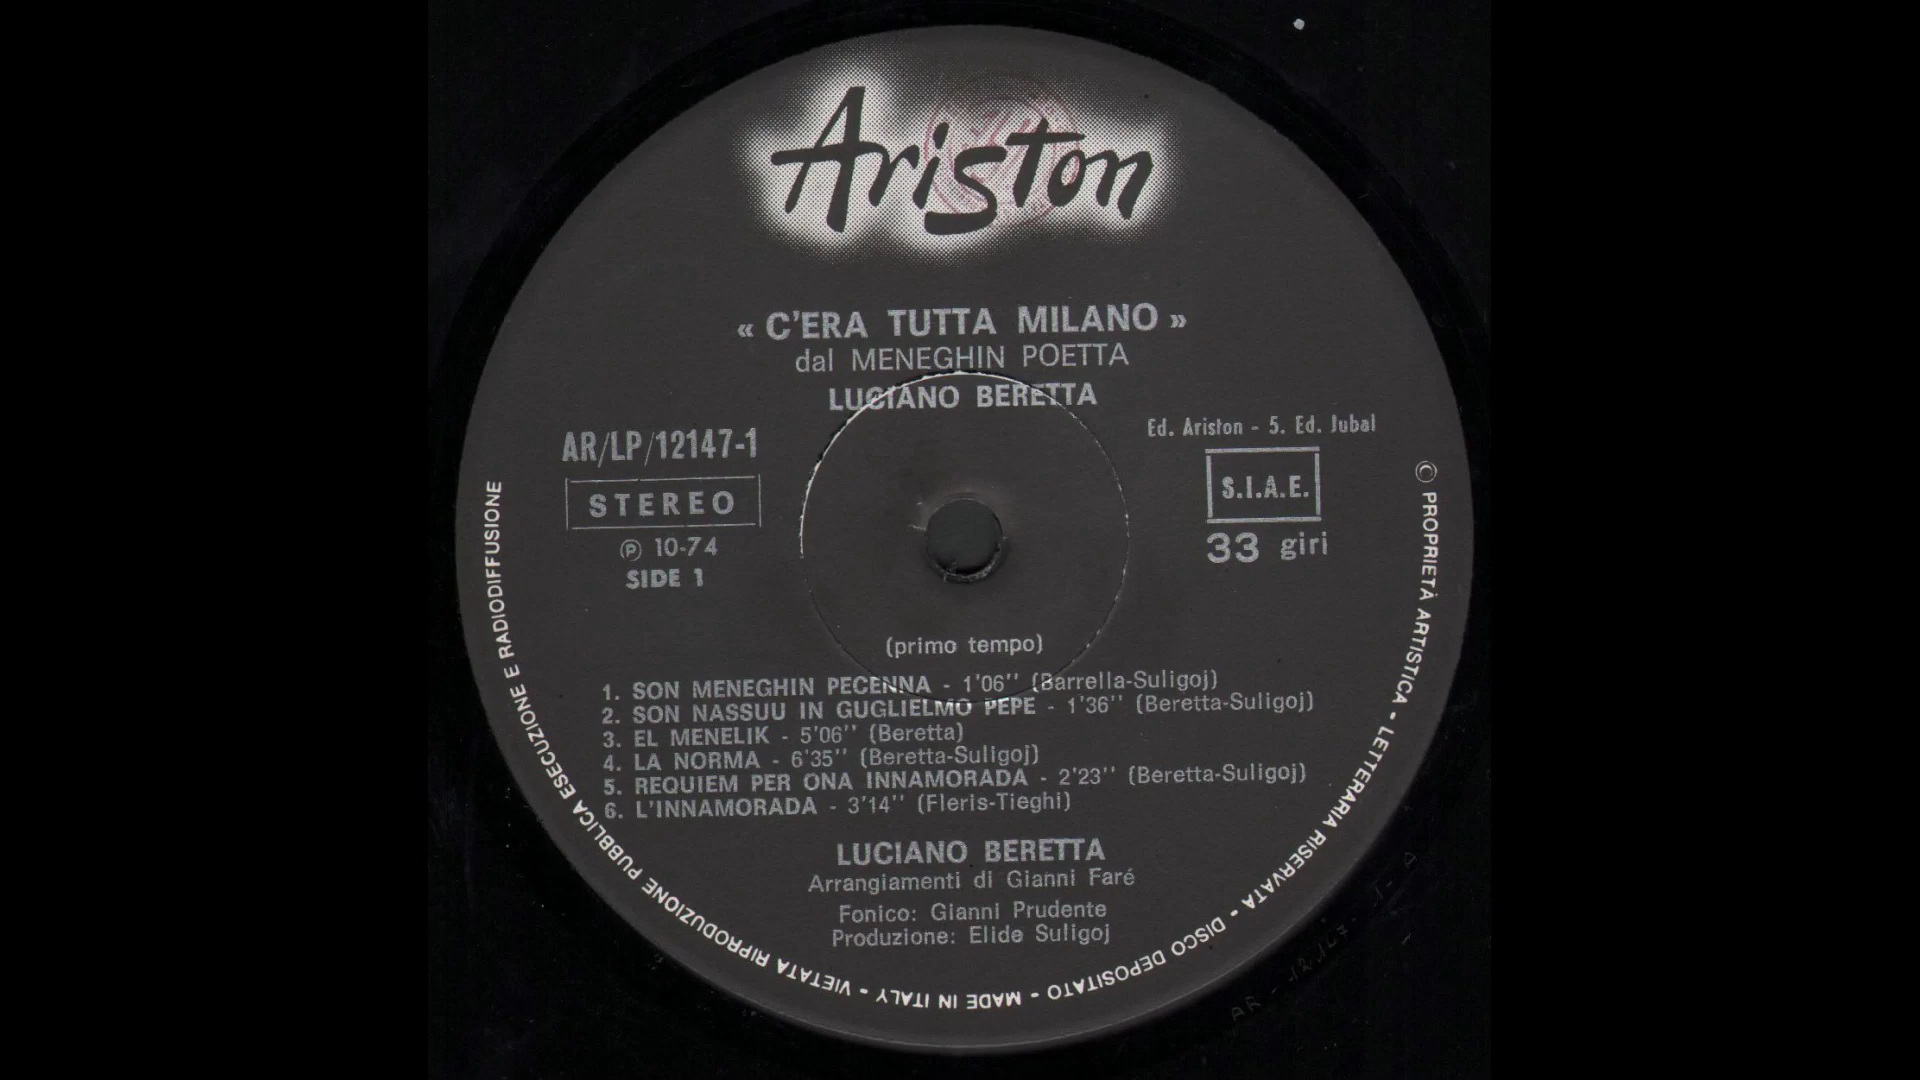 Ariston
« C'ERA TUTTA MILANO »
dal MENEGHIN POETTA
LUCIANO BERETTA
AR/LP/12147-1
STEREO
Ⓟ 10-74
SIDE 1
Ed. Ariston - 5. Ed. Jubal
S.I.A.E.
33 giri
(primo tempo)
1. SON MENEGHIN PECENNA - 1'06'' (Barrella-Suligoj)
2. SON NASSUU IN GUGLIELMO PEPE - 1'36'' (Beretta-Suligoj)
3. EL MENELIK - 5'06'' (Beretta)
4. LA NORMA - 6'35'' (Beretta-Suligoj)
5. REQUIEM PER ONA INNAMORADA - 2'23'' (Beretta-Suligoj)
6. L'INNAMORADA - 3'14'' (Fleris-Tieghi)
LUCIANO BERETTA
Arrangiamenti di Gianni Faré
Fonico: Gianni Prudente
Produzione: Elide Suligoj
© PROPRIETÀ ARTISTICA - LETTERARIA RISERVATA - DISCO DEPOSITATO - MADE IN ITALY - VIETATA RIPRODUZIONE PUBBLICA ESECUZIONE E RADIODIFFUSIONE